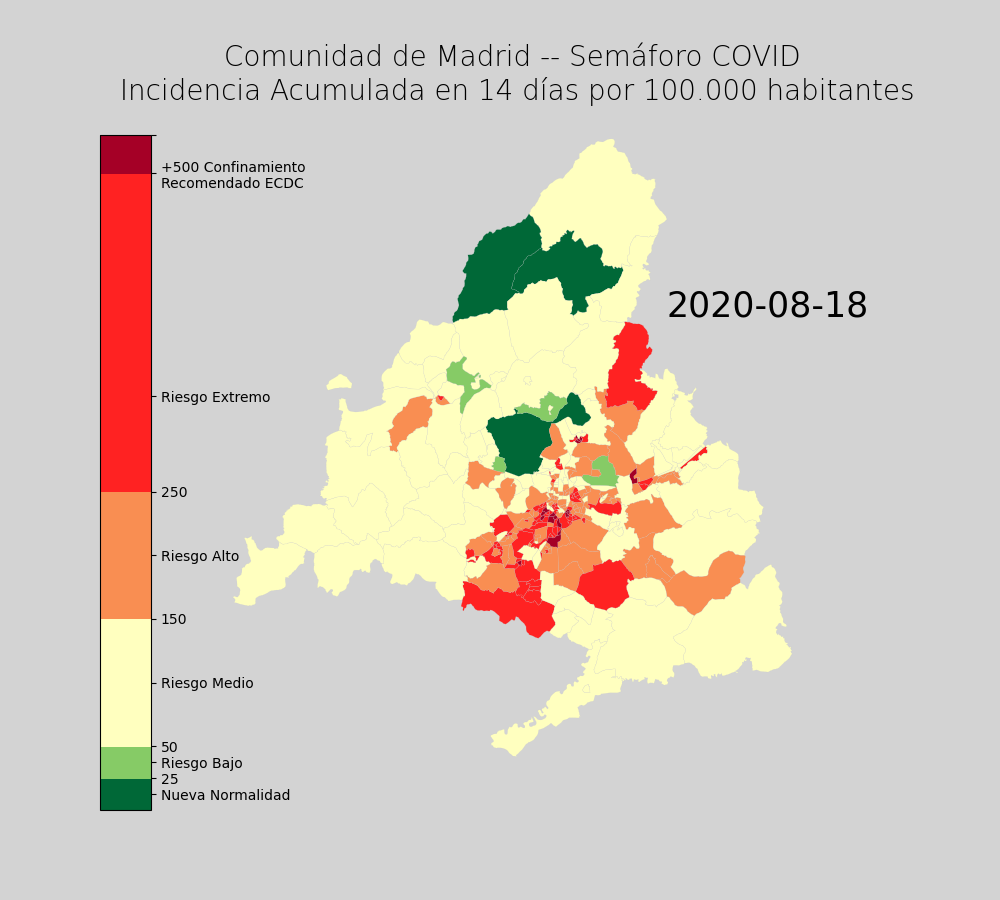 Comunidad de Madrid -- Semáforo COVID
Incidencia Acumulada en 14 días por 100.000 habitantes
+500 Confinamiento
Recomendado ECDC
2020-08-18
Riesgo Extremo
250
Riesgo Alto
150
Riesgo Medio
50
Riesgo Bajo
25
Nueva Normalidad